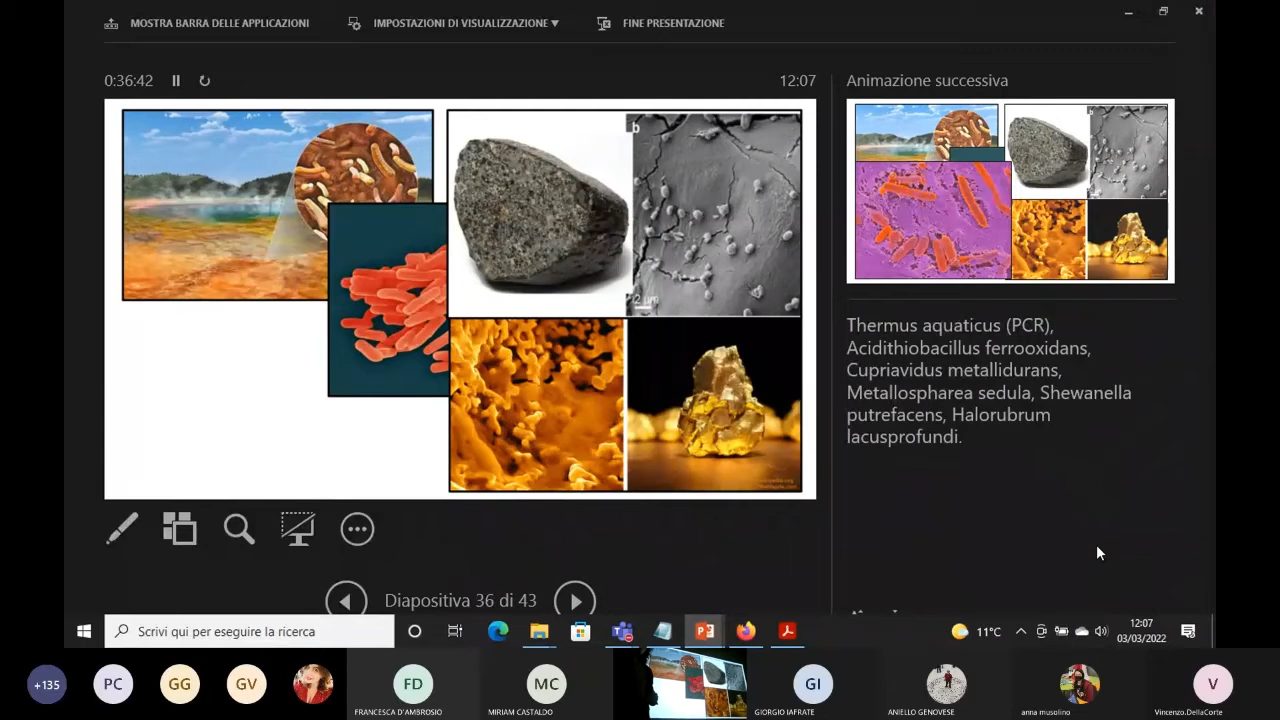 MOSTRA BARRA DELLE APPLICAZIONI
IMPOSTAZIONI DI VISUALIZZAZIONE ▼
FINE PRESENTAZIONE
0:36:42
12:07
Animazione successiva
b
2 µm
Thermus aquaticus (PCR),
Acidithiobacillus ferrooxidans,
Cupriavidus metallidurans,
Metallospharea sedula, Shewanella
putrefacens, Halorubrum
lacusprofundi.
Diapositiva 36 di 43
Scrivi qui per eseguire la ricerca
11°C
12:07
03/03/2022
+135
PC
GG
GV
FD
FRANCESCA D'AMBROSIO
MC
MIRIAM CASTALDO
GI
GIORGIO IAFRATE
ANIELLO GENOVESE
anna musolino
V
Vincenzo.DellaCorte